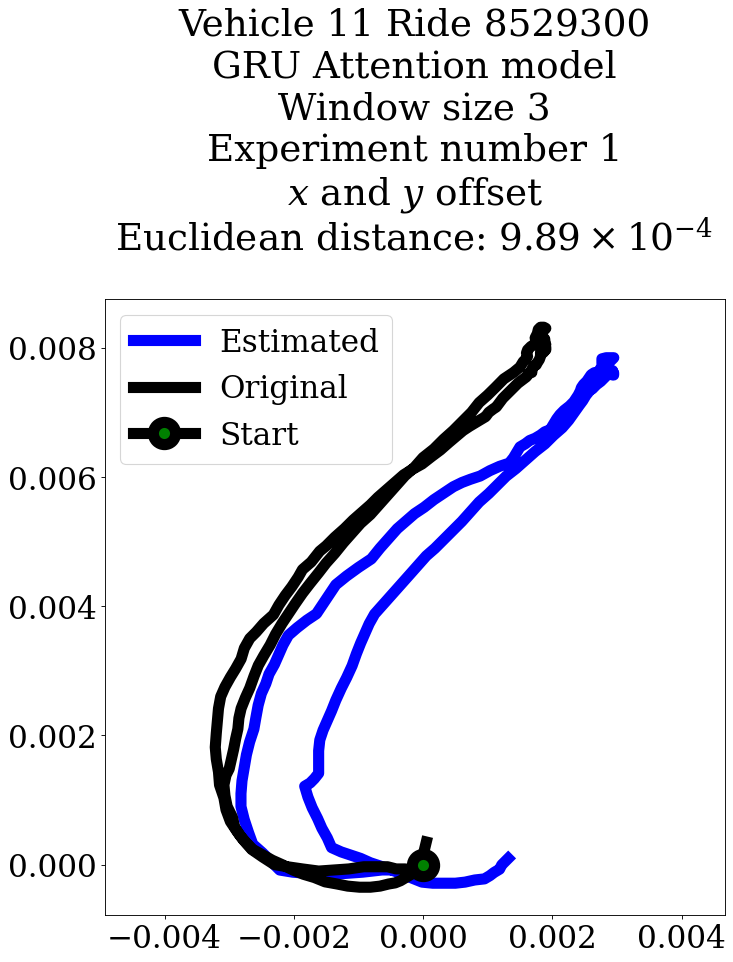 Vehicle 11 Ride 8529300
GRU Attention model
Window size 3
Experiment number 1
x and y offset
Euclidean distance: 9.89 × 10⁻⁴
Estimated
Original
Start
0.008
0.006
0.004
0.002
0.000
−0.004 −0.002 0.000 0.002 0.004